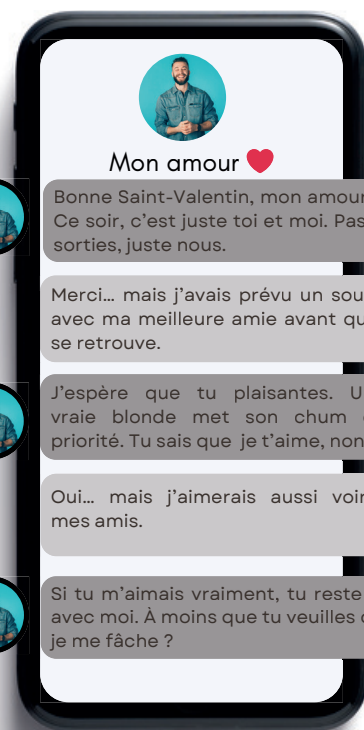 Mon amour ❤️
Bonne Saint-Valentin, mon amour
Ce soir, c’est juste toi et moi. Pas
sorties, juste nous.
Merci... mais j’avais prévu un sou
avec ma meilleure amie avant qu
se retrouve.
J’espère que tu plaisantes. U
vraie blonde met son chum
priorité. Tu sais que je t’aime, non
Oui... mais j’aimerais aussi voir
mes amis.
Si tu m’aimais vraiment, tu reste
avec moi. À moins que tu veuilles
je me fâche ?